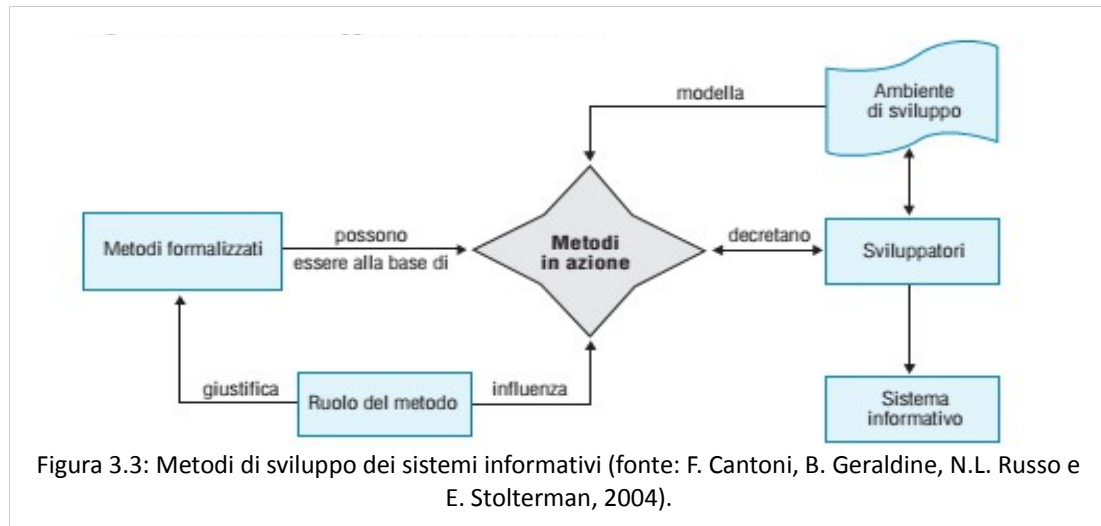 modella
Ambiente
di sviluppo
Metodi formalizzati
possono
essere alla base di
Metodi
in azione
decretano
Sviluppatori
giustifica
Ruolo del metodo
influenza
Sistema
informativo
Figura 3.3: Metodi di sviluppo dei sistemi informativi (fonte: F. Cantoni, B. Geraldine, N.L. Russo e
E. Stolterman, 2004).